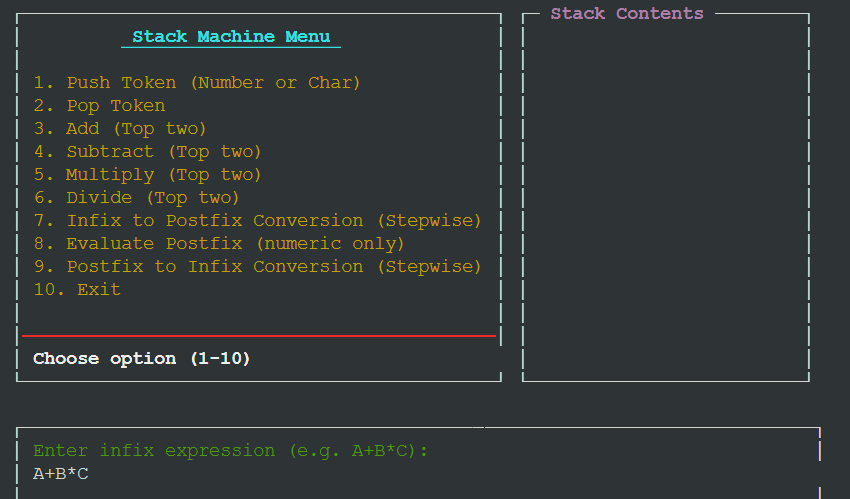 Stack Machine Menu
1. Push Token (Number or Char)
2. Pop Token
3. Add (Top two)
4. Subtract (Top two)
5. Multiply (Top two)
6. Divide (Top two)
7. Infix to Postfix Conversion (Stepwise)
8. Evaluate Postfix (numeric only)
9. Postfix to Infix Conversion (Stepwise)
10. Exit
Choose option (1-10)
Stack Contents
Enter infix expression (e.g. A+B*C):
A+B*C